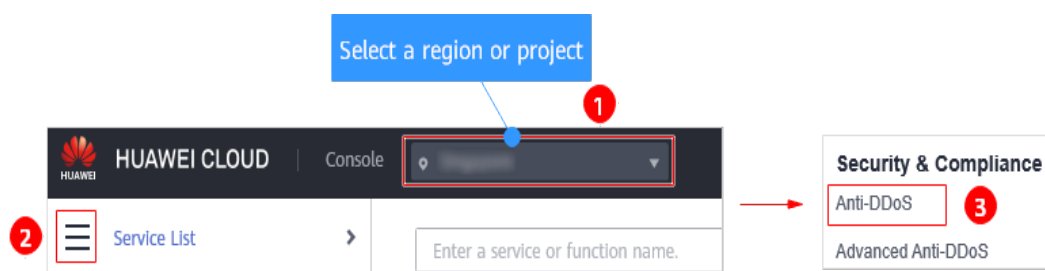 Select a region or project
1
HUAWEI
HUAWEI CLOUD
Console
2
Service List
Enter a service or function name.
Security & Compliance
Anti-DDoS
3
Advanced Anti-DDoS